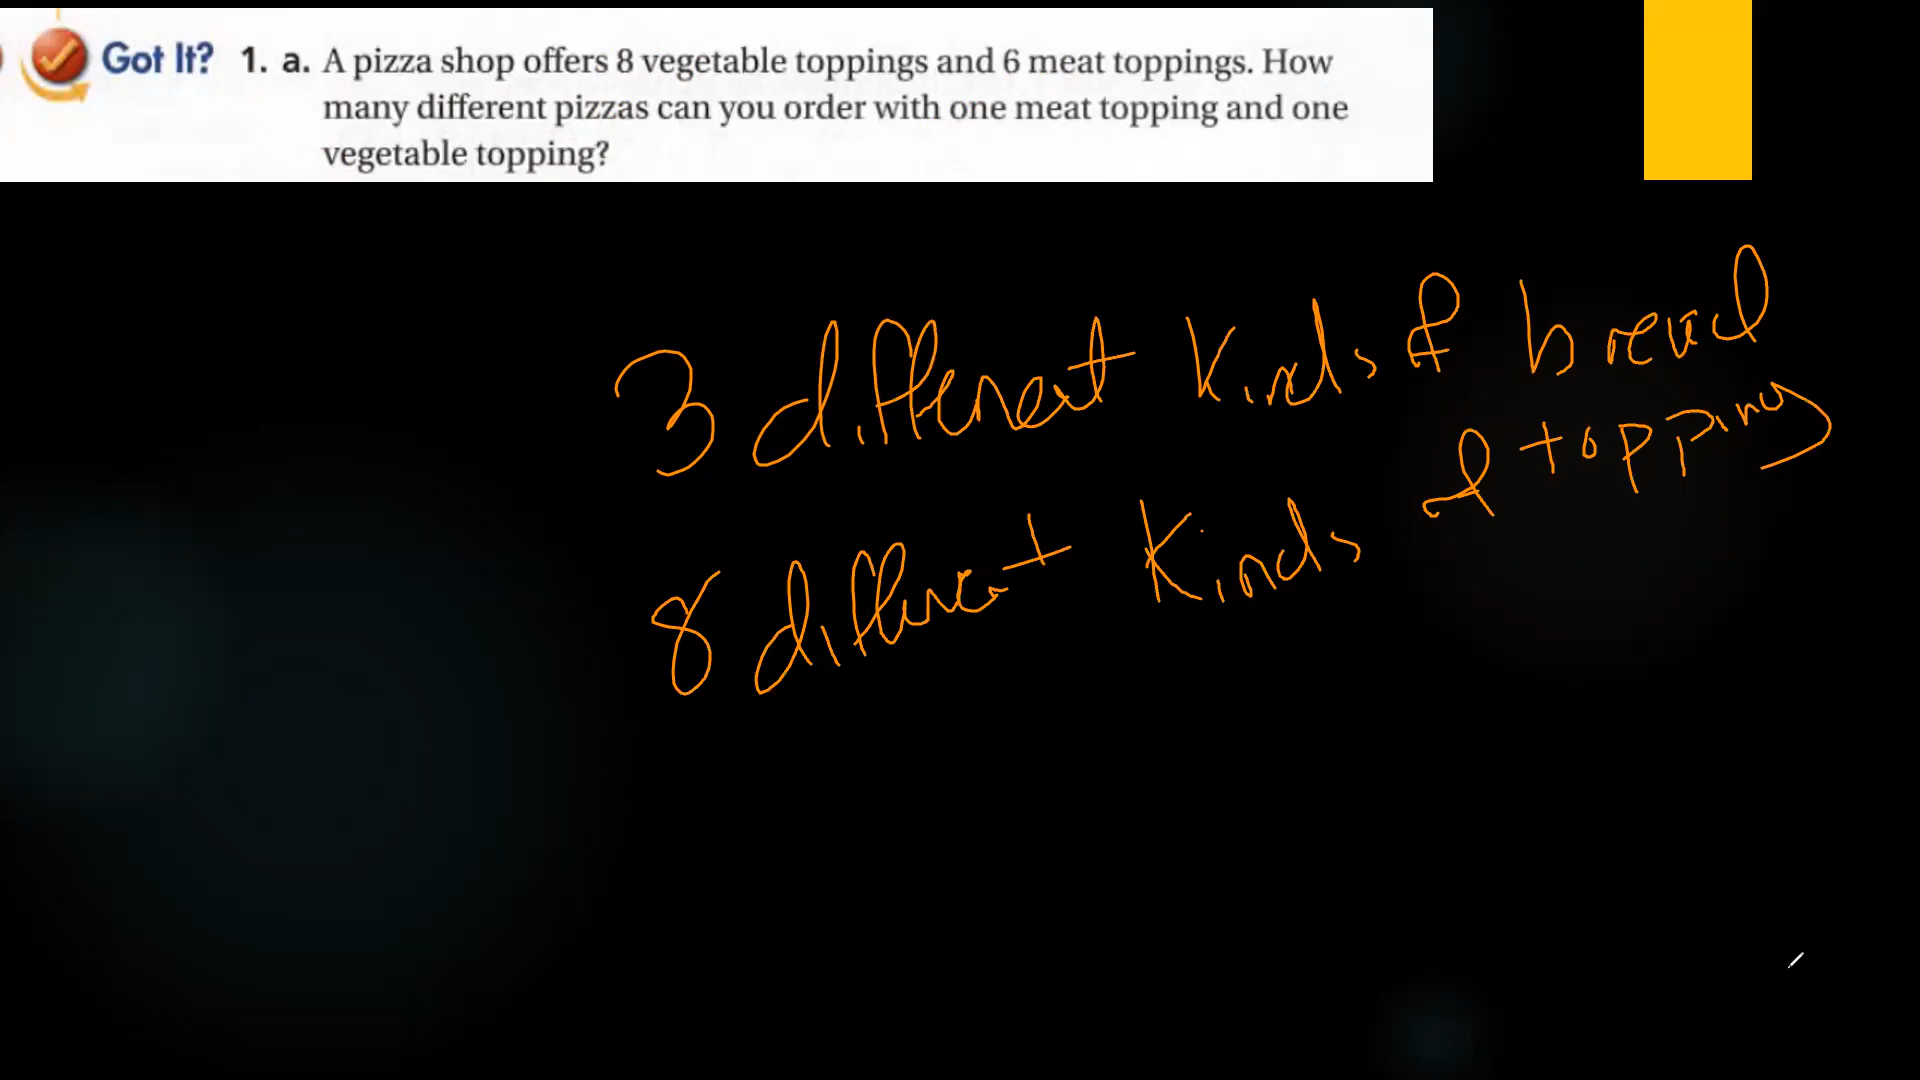 Got It? 1. a. A pizza shop offers 8 vegetable toppings and 6 meat toppings. How
many different pizzas can you order with one meat topping and one
vegetable topping?
3 different kinds of bread
8 different kinds of topping